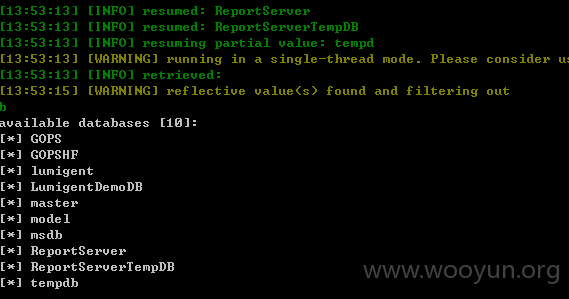 [13:53:13] [INFO] resumed: ReportServer
[13:53:13] [INFO] resumed: ReportServerTempDB
[13:53:13] [INFO] resuming partial value: tempd
[13:53:13] [WARNING] running in a single-thread mode. Please consider us
[13:53:13] [INFO] retrieved:
[13:53:15] [WARNING] reflective value(s) found and filtering out
b
available databases [10]:
[*] GOPS
[*] GOPSHF
[*] lumigent
[*] LumigentDemoDB
[*] master
[*] model
[*] msdb
[*] ReportServer
[*] ReportServerTempDB
[*] tempdb
www.wooyun.org